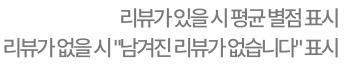 리뷰가 있을 시 평균 별점 표시
리뷰가 없을 시 "남겨진 리뷰가 없습니다" 표시